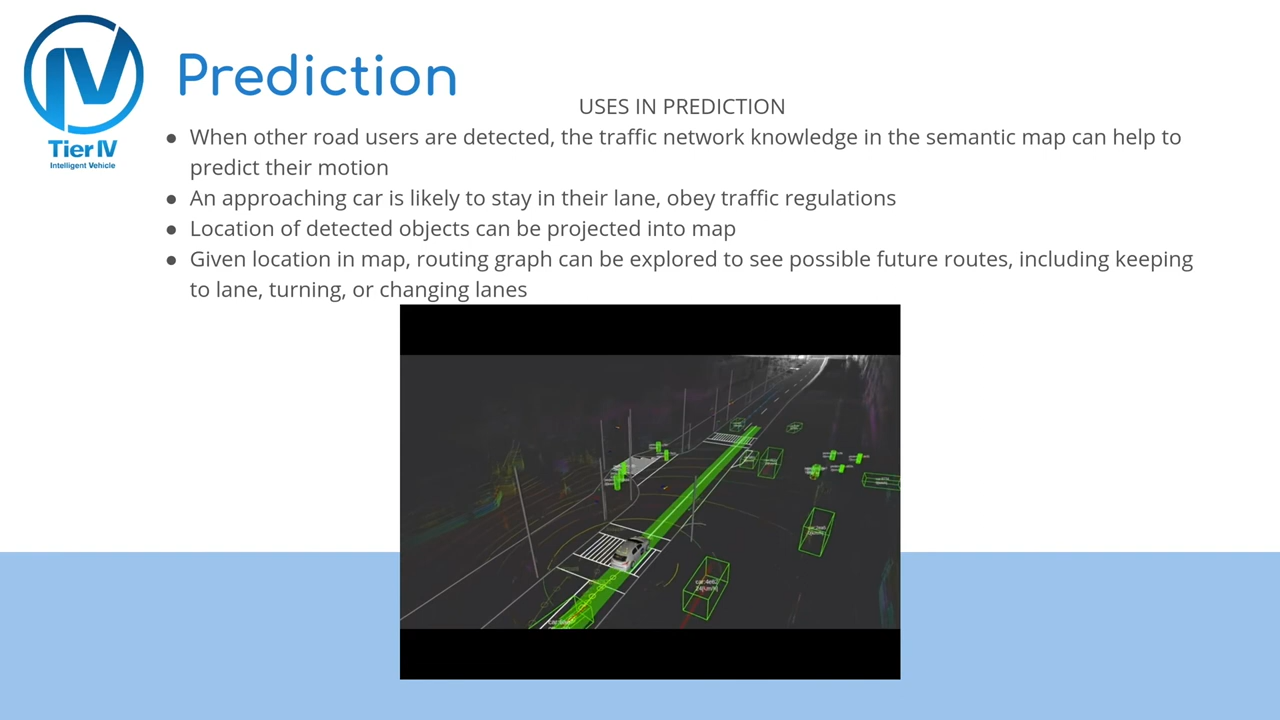 Prediction
USES IN PREDICTION
● When other road users are detected, the traffic network knowledge in the semantic map can help to
predict their motion
● An approaching car is likely to stay in their lane, obey traffic regulations
● Location of detected objects can be projected into map
● Given location in map, routing graph can be explored to see possible future routes, including keeping
to lane, turning, or changing lanes
Tier IV
Intelligent Vehicle